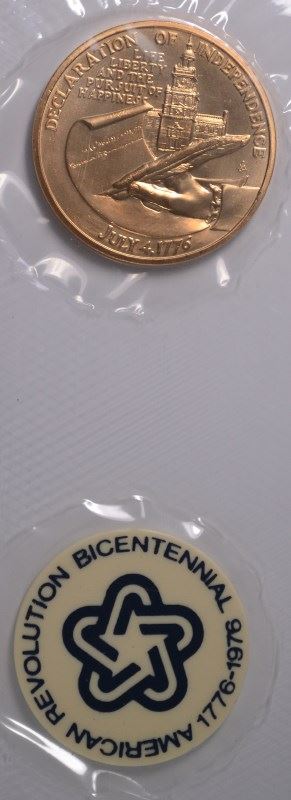 DECLARATION OF INDEPENDENCE
LIFE
LIBERTY
AND THE
PURSUIT OF
HAPPINESS
JULY 4, 1776
AMERICAN REVOLUTION BICENTENNIAL 1776-1976